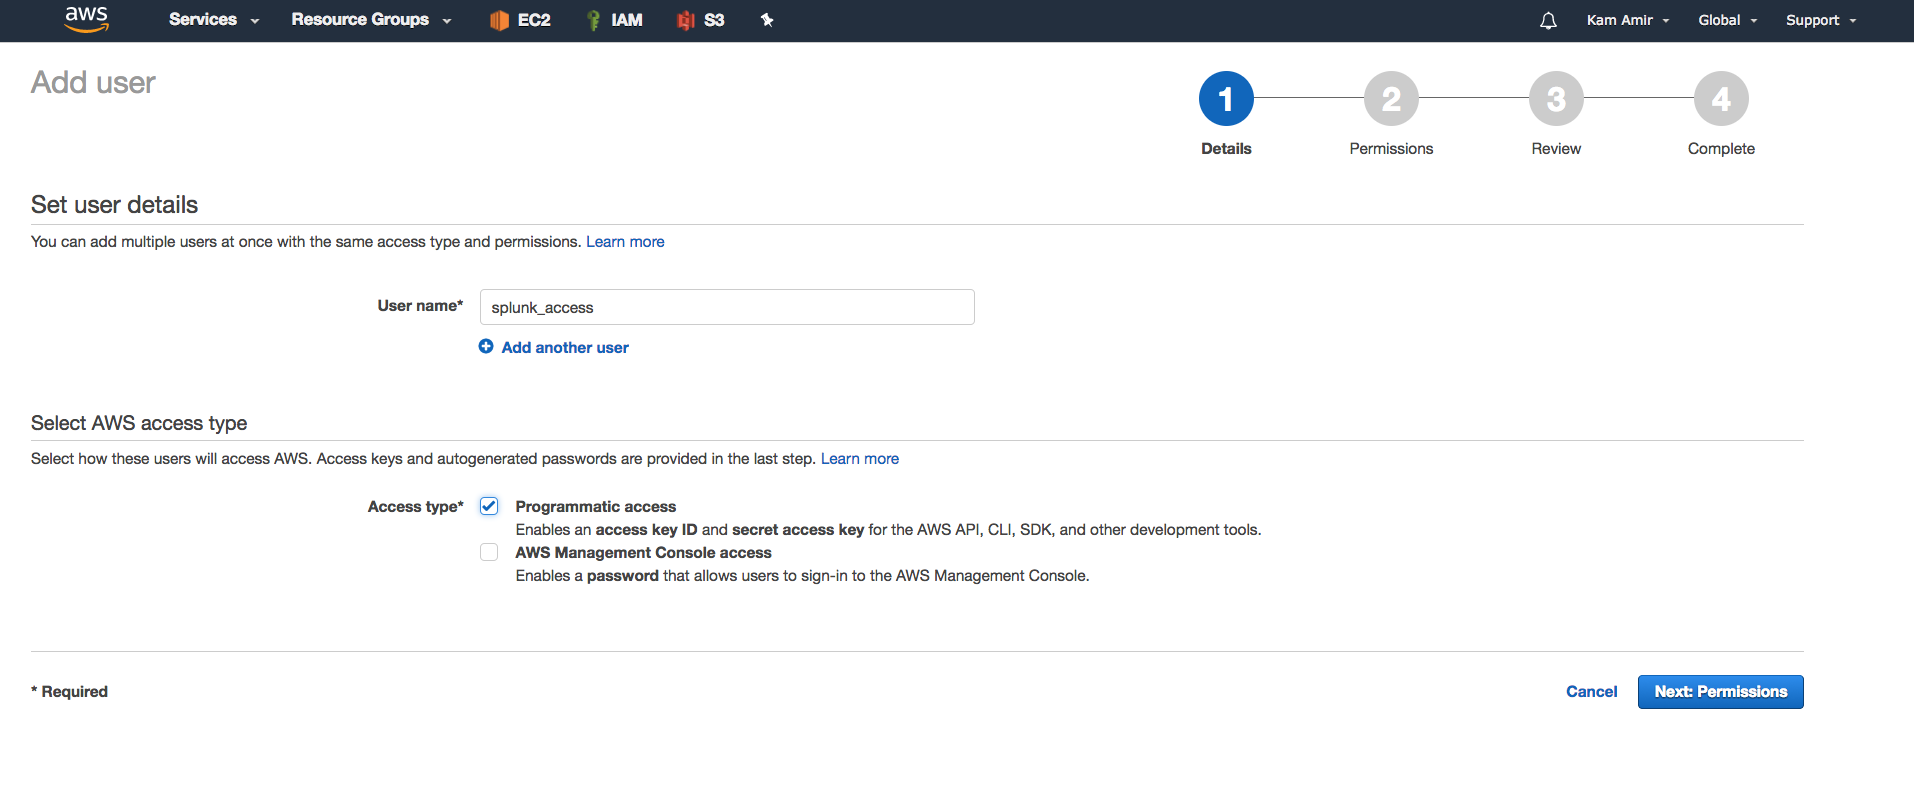 aws Services Resource Groups EC2 IAM S3 Kam Amir Global Support
Add user
1 2 3 4
Details Permissions Review Complete
Set user details
You can add multiple users at once with the same access type and permissions. Learn more
User name* splunk_access
Add another user
Select AWS access type
Select how these users will access AWS. Access keys and autogenerated passwords are provided in the last step. Learn more
Access type* Programmatic access
Enables an access key ID and secret access key for the AWS API, CLI, SDK, and other development tools.
AWS Management Console access
Enables a password that allows users to sign-in to the AWS Management Console.
* Required Cancel Next: Permissions